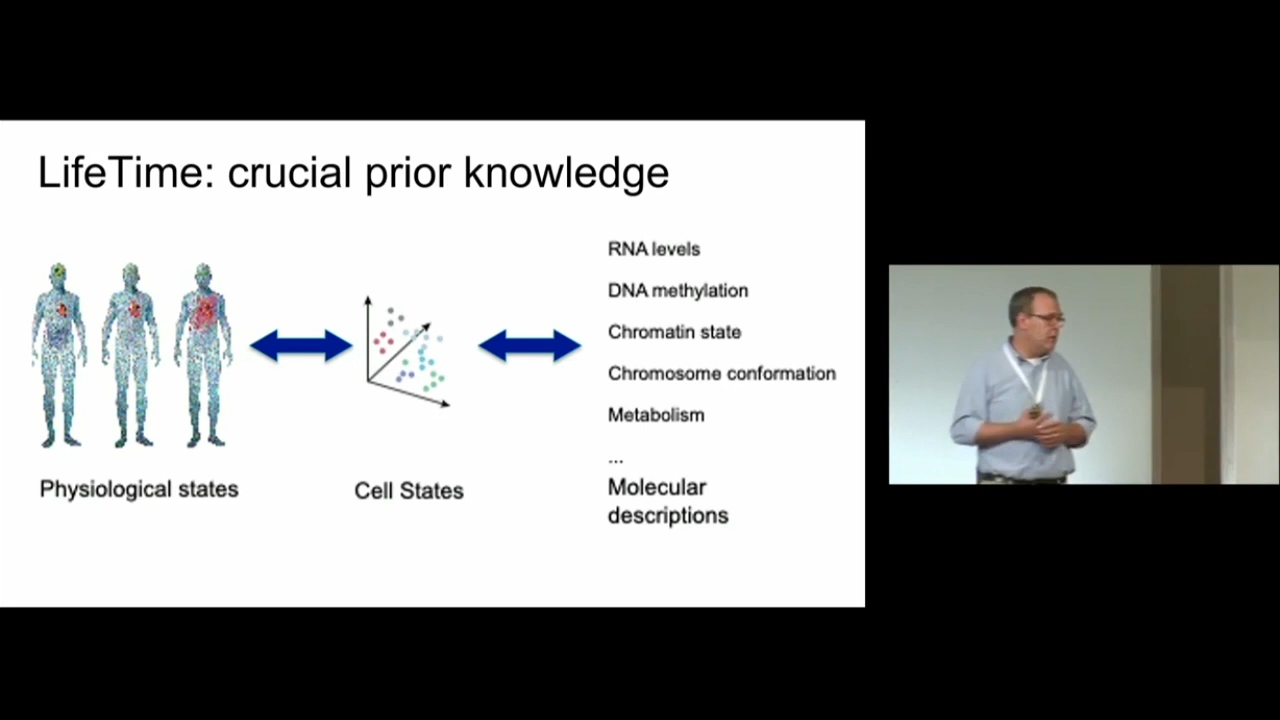 LifeTime: crucial prior knowledge
RNA levels
DNA methylation
Chromatin state
Chromosome conformation
Metabolism
...
Physiological states
Cell States
Molecular
descriptions